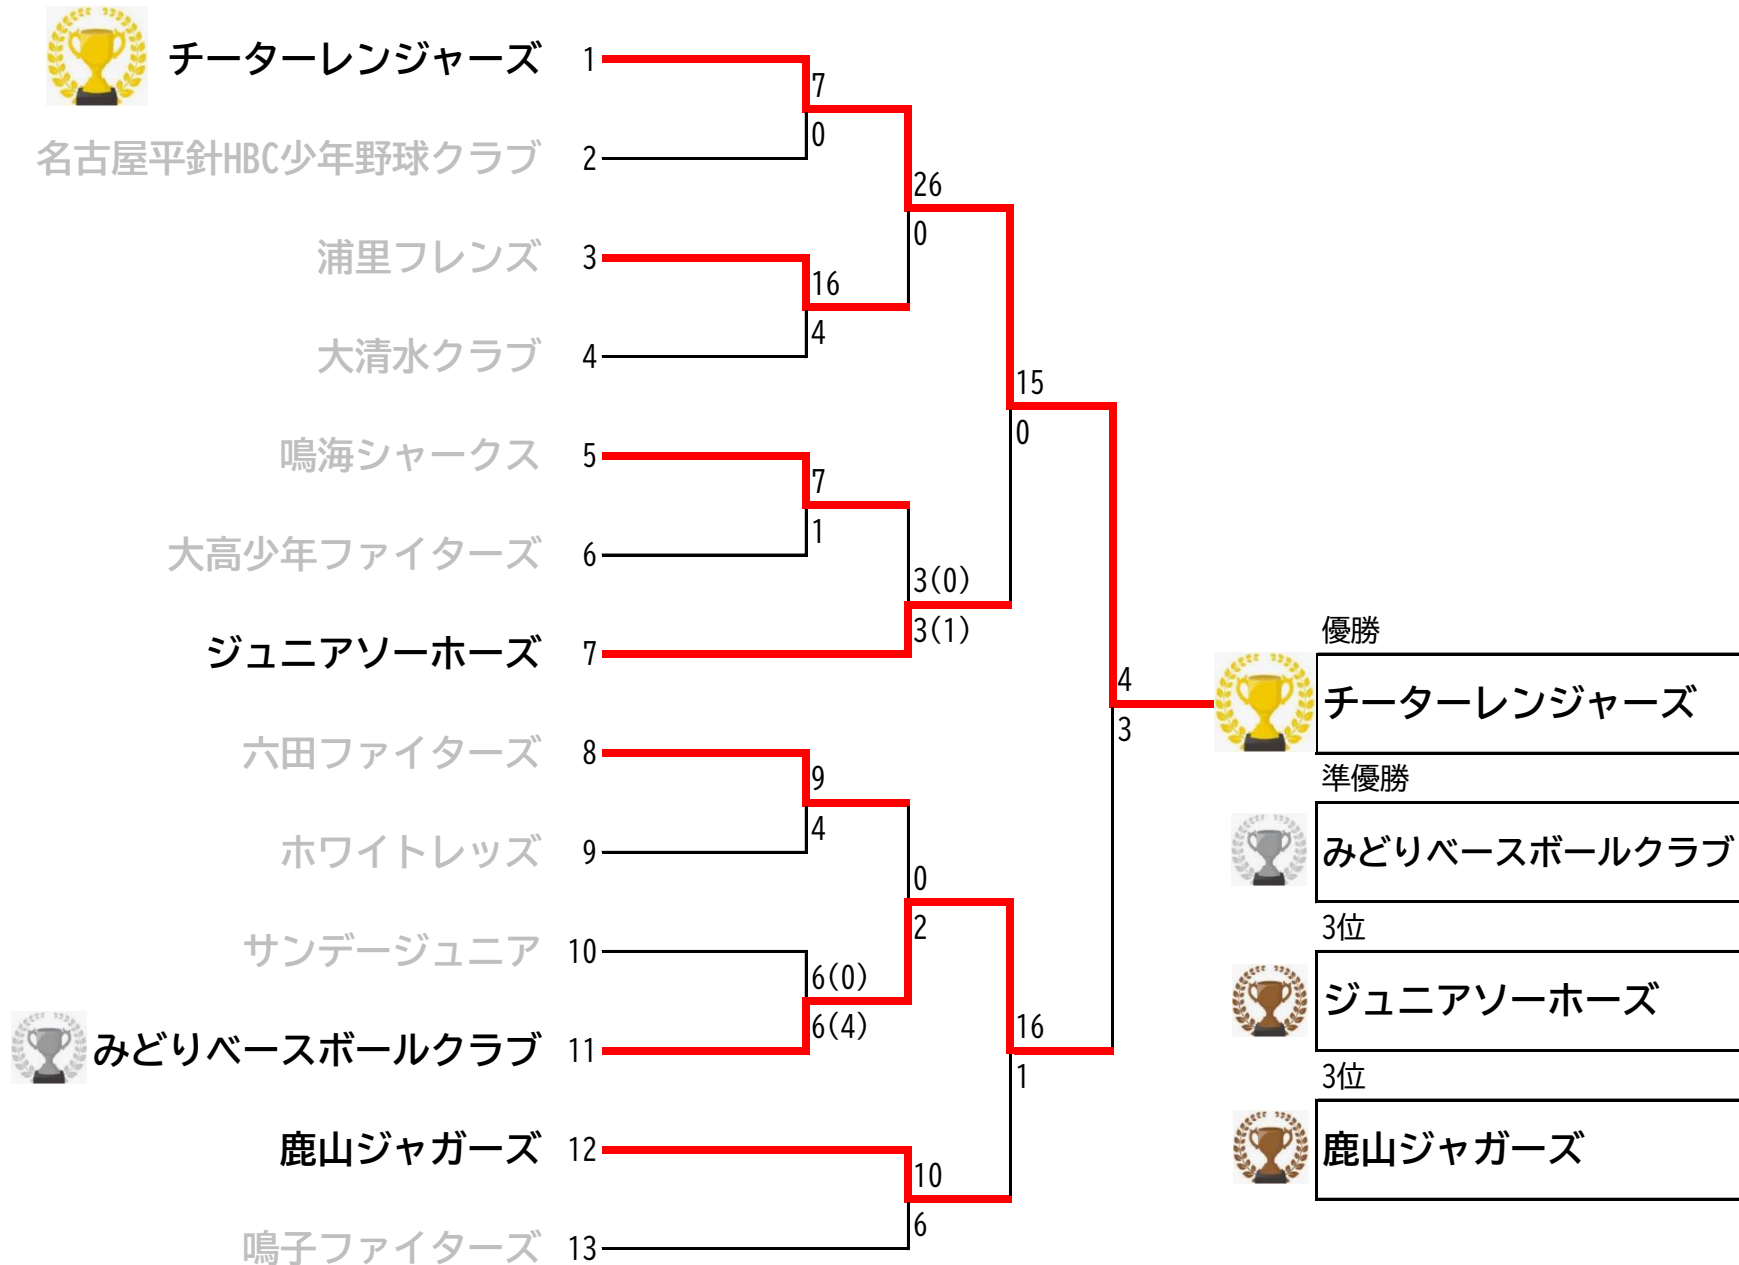 チーターレンジャーズ 1
7
0
名古屋平針HBC少年野球クラブ 2
26
0
浦里フレンズ 3
16
4
大清水クラブ 4
15
0
鳴海シャークス 5
7
1
大高少年ファイターズ 6
3(0)
3(1)
ジュニアソーホーズ 7
4
3
六田ファイターズ 8
9
4
ホワイトレッズ 9
0
2
サンデージュニア 10
6(0)
6(4)
みどりベースボールクラブ 11
16
1
鹿山ジャガーズ 12
10
6
鳴子ファイターズ 13
優勝
チーターレンジャーズ
準優勝
みどりベースボールクラブ
3位
ジュニアソーホーズ
3位
鹿山ジャガーズ